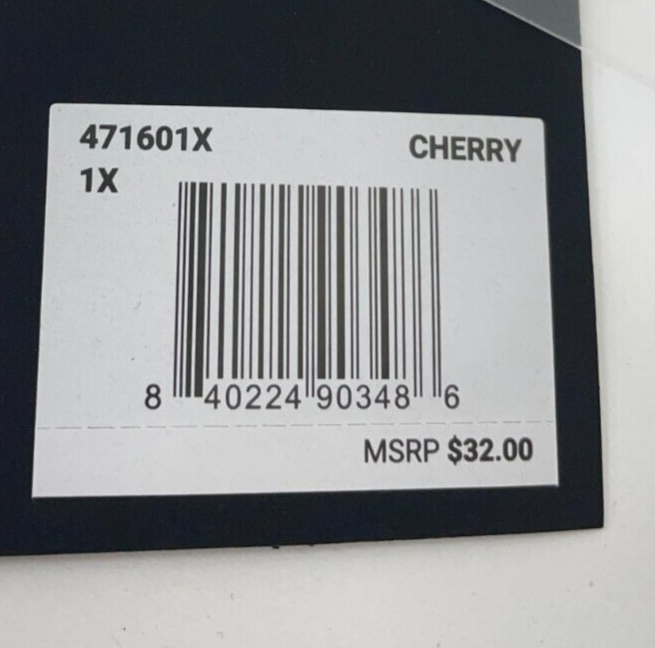 471601X CHERRY
1X
8 40224 90348 6
MSRP $32.00